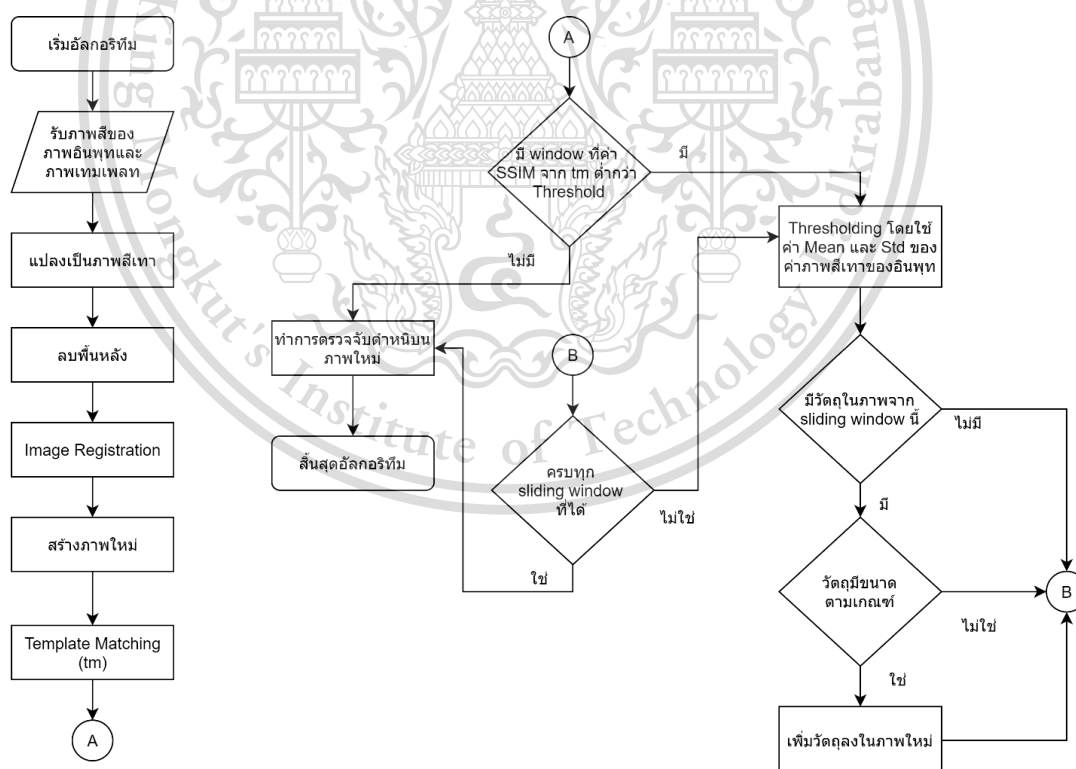 เริ่มอัลกอริทึม
รับภาพสีของ
ภาพอินพุทและ
ภาพเทมเพลท
แปลงเป็นภาพสีเทา
ลบพื้นหลัง
Image Registration
สร้างภาพใหม่
Template Matching
(tm)
A
A
มี window ที่ค่า
SSIM จาก tm ต่ำกว่า
Threshold
มี
ไม่มี
ทำการตรวจจับตำหนิบน
ภาพใหม่
สิ้นสุดอัลกอริทึม
B
ครบทุก
sliding window
ที่ได้
ไม่ใช่
ใช่
Thresholding โดยใช้
ค่า Mean และ Std ของ
ค่าภาพสีเทาของอินพุท
มีวัตถุในภาพจาก
sliding window นี้
ไม่มี
มี
วัตถุมีขนาด
ตามเกณฑ์
ไม่ใช่
ใช่
B
เพิ่มวัตถุลงในภาพใหม่
Mongkut's Institute of Technology Ladkrabang